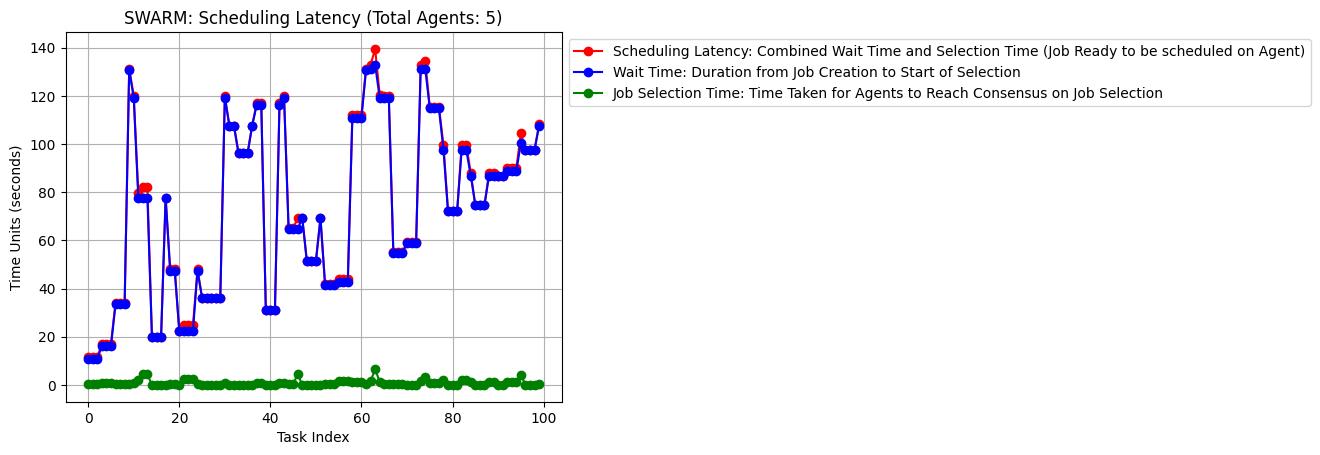 SWARM: Scheduling Latency (Total Agents: 5)
Scheduling Latency: Combined Wait Time and Selection Time (Job Ready to be scheduled on Agent)
Wait Time: Duration from Job Creation to Start of Selection
Job Selection Time: Time Taken for Agents to Reach Consensus on Job Selection
Time Units (seconds)
140
120
100
80
60
40
20
0
0 20 40 60 80 100
Task Index